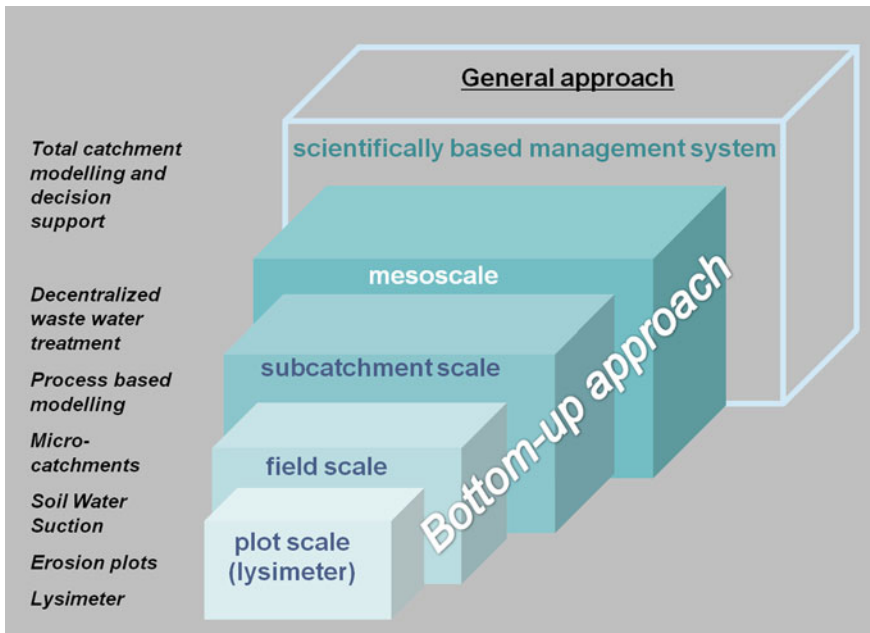 General approach
scientifically based management system
mesoscale
subcatchment scale
field scale
plot scale
(lysimeter)
Bottom-up approach
Total catchment
modelling and
decision
support
Decentralized
waste water
treatment
Process based
modelling
Micro-
catchments
Soil Water
Suction
Erosion plots
Lysimeter